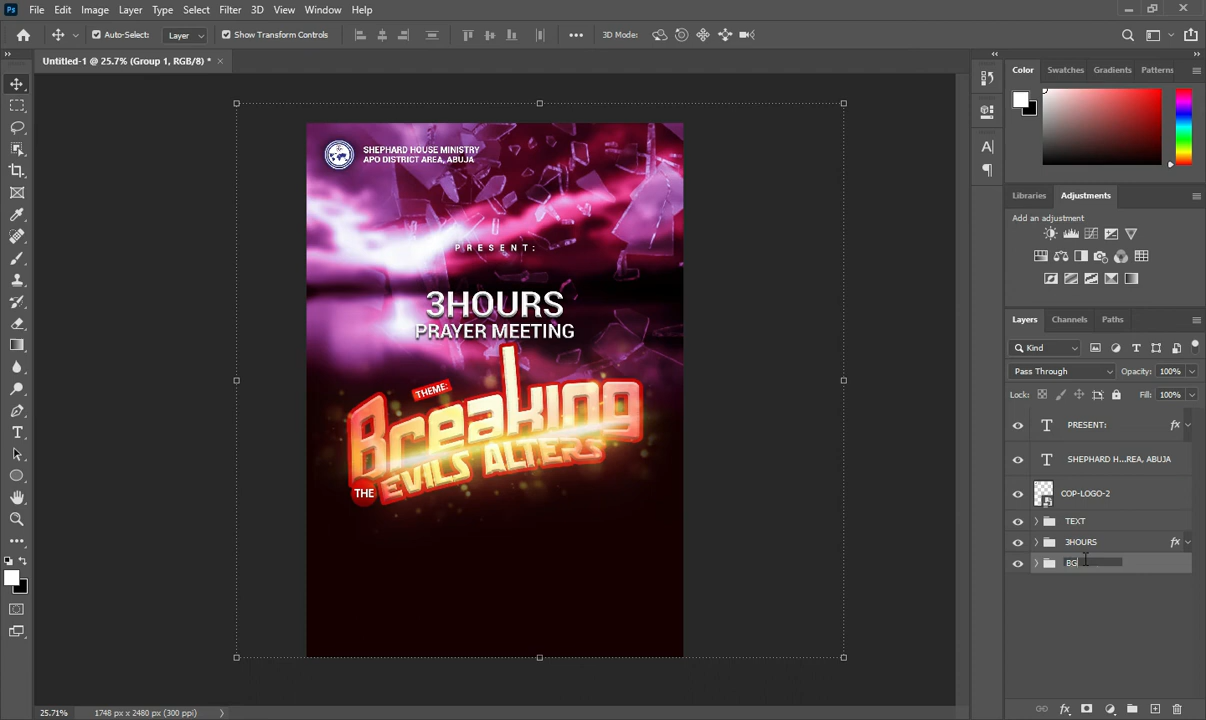 Ps File Edit Image Layer Type Select Filter 3D View Window Help
Auto-Select: Layer Show Transform Controls 3D Mode:
Untitled-1 @ 25.7% (Group 1, RGB/8) * ×
Color Swatches Gradients Patterns
SHEPHARD HOUSE MINISTRY
APO DISTRICT AREA, ABUJA
PRESENT:
3HOURS
PRAYER MEETING
THEME:
Breaking
THE EVILS ALTERS
Libraries Adjustments
Add an adjustment
Layers Channels Paths
Kind
Pass Through Opacity: 100%
Lock: Fill: 100%
T PRESENT: fx
T SHEPHARD H...REA, ABUJA
COP-LOGO-2
TEXT
3HOURS fx
BG
25.71% 1748 px x 2480 px (300 ppi)
fx